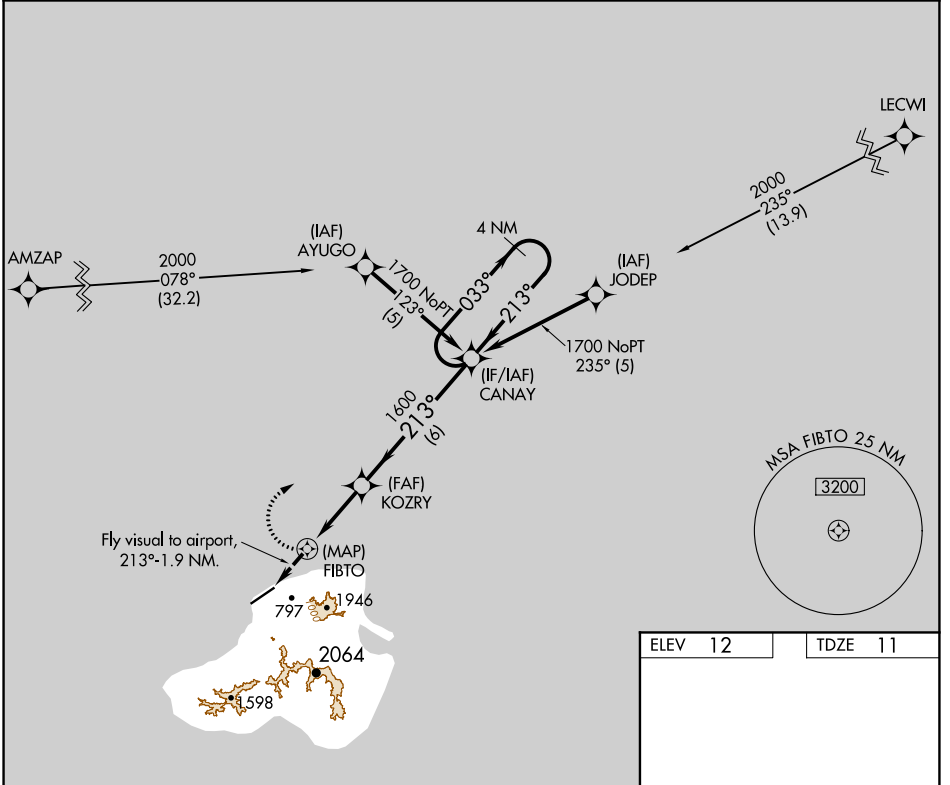 LECWI
2000
235°
(13.9)
(IAF)
AYUGO
4 NM
AMZAP
2000
078°
(32.2)
1700 NoPT
123°
(5)
033°
213°
(IAF)
JODEP
1700 NoPT
235° (5)
(IF/IAF)
CANAY
1600
213°
(6)
MSA FIBTO 25 NM
3200
(FAF)
KOZRY
Fly visual to airport,
213°-1.9 NM.
(MAP)
FIBTO
797
1946
2064
1598
ELEV 12
TDZE 11